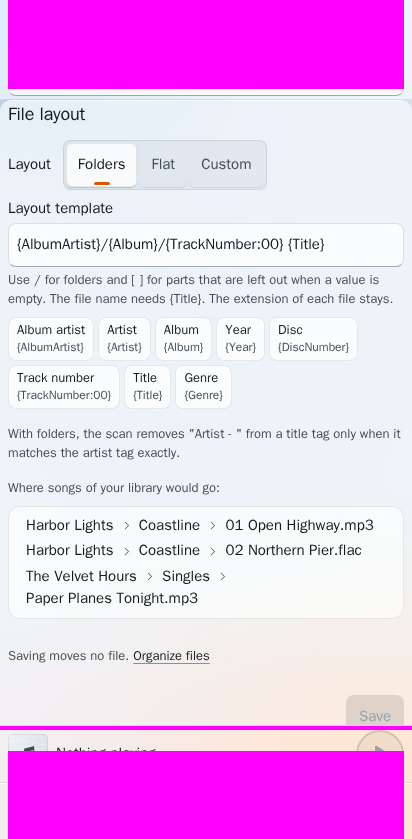 File layout
Layout Folders Flat Custom
Layout template
{AlbumArtist}/{Album}/{TrackNumber:00} {Title}
Use / for folders and [ ] for parts that are left out when a value is
empty. The file name needs {Title}. The extension of each file stays.
Album artist Artist Album Year Disc
{AlbumArtist} {Artist} {Album} {Year} {DiscNumber}
Track number Title Genre
{TrackNumber:00} {Title} {Genre}
With folders, the scan removes "Artist - " from a title tag only when it
matches the artist tag exactly.
Where songs of your library would go:
Harbor Lights > Coastline > 01 Open Highway.mp3
Harbor Lights > Coastline > 02 Northern Pier.flac
The Velvet Hours > Singles >
Paper Planes Tonight.mp3
Saving moves no file. Organize files
Save
Nothing playing